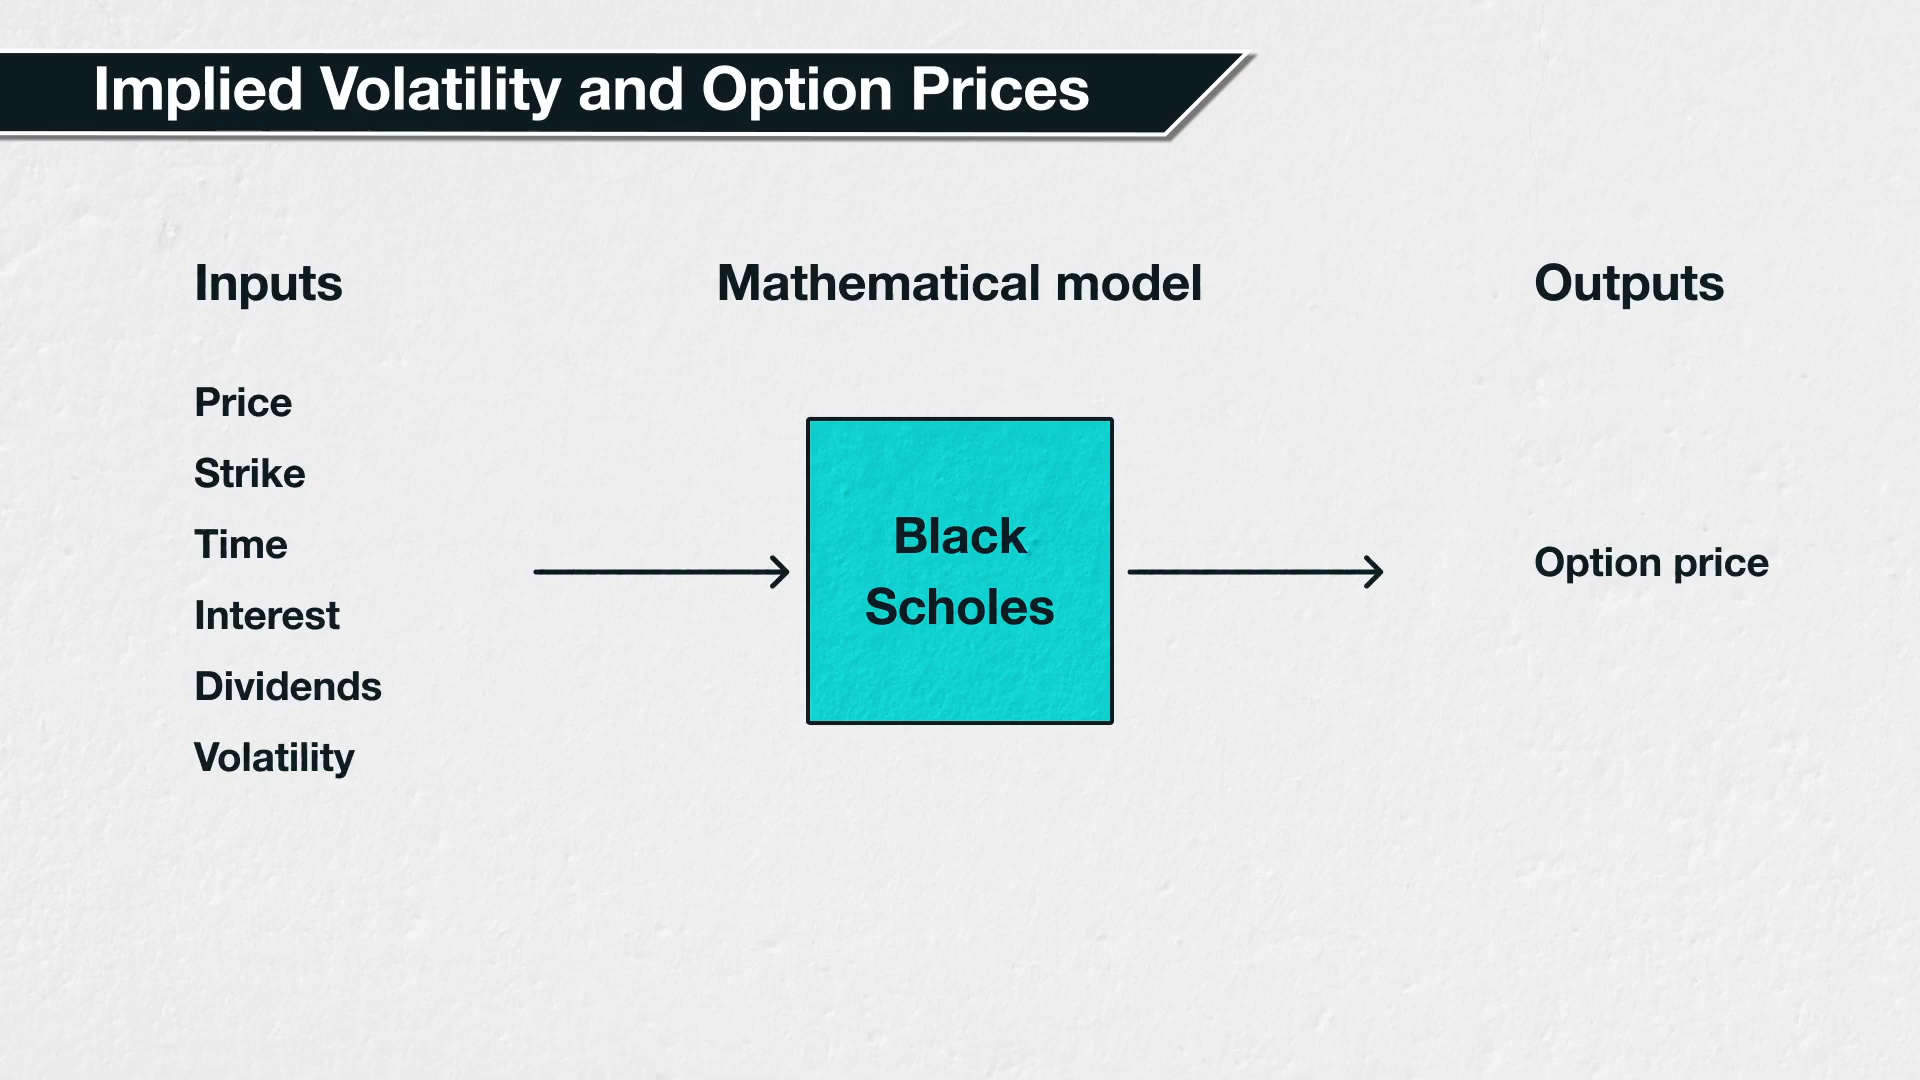 Implied Volatility and Option Prices
Inputs
Mathematical model
Outputs
Price
Strike
Time
Interest
Dividends
Volatility
Black
Scholes
Option price